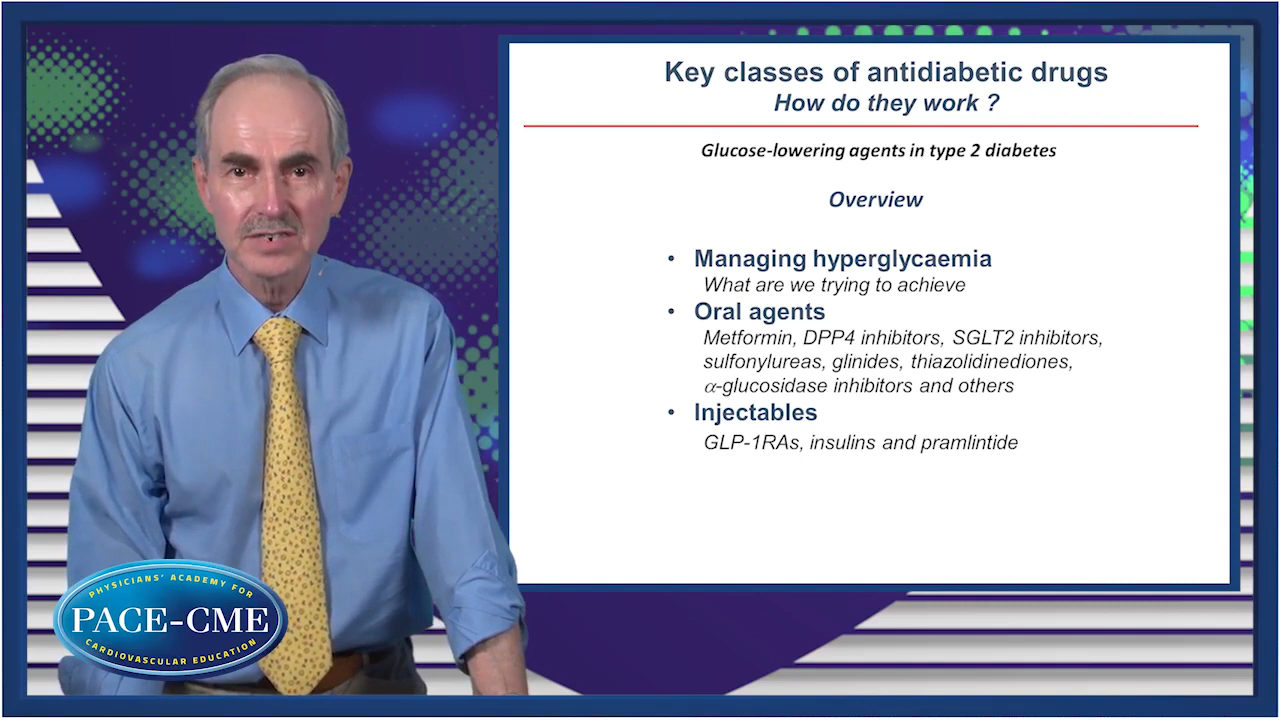 Key classes of antidiabetic drugs
How do they work ?
Glucose-lowering agents in type 2 diabetes
Overview
• Managing hyperglycaemia
What are we trying to achieve
• Oral agents
Metformin, DPP4 inhibitors, SGLT2 inhibitors,
sulfonylureas, glinides, thiazolidinediones,
α-glucosidase inhibitors and others
• Injectables
GLP-1RAs, insulins and pramlintide
PHYSICIANS' ACADEMY FOR
PACE-CME
CARDIOVASCULAR EDUCATION